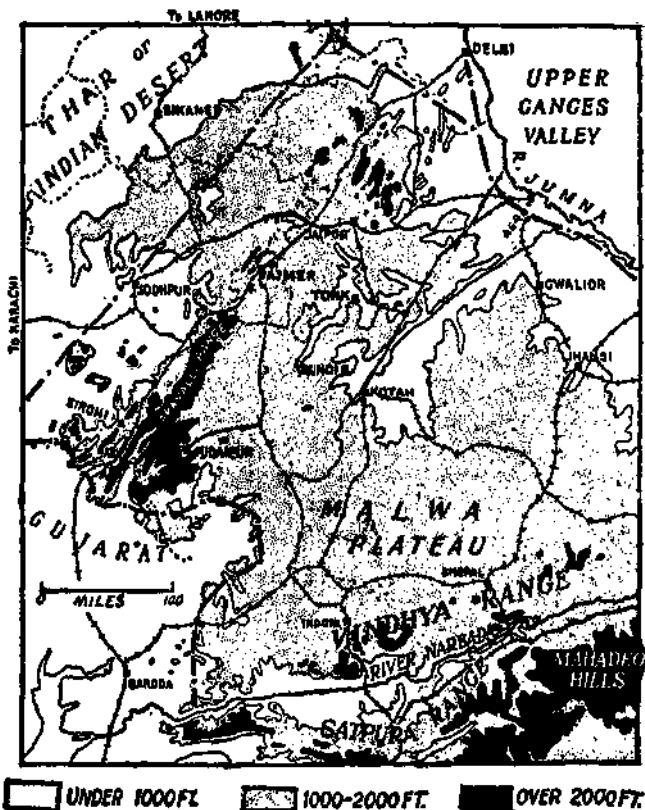 To LAHORE
DELHI
THAR or
INDIAN DESERT
UPPER
GANGES
VALLEY
BIKANER
R. JUMNA
JAIPUR
AJMER
JODHPUR
TONK
GWALIOR
To KARACHI
JHANSI
BUNDI
KOTAH
SIROHI
UDAIPUR
MALWA
PLATEAU
GUJARAT
0 MILES 100
BHOPAL
INDORE
VINDHYA RANGE
RIVER NARBADA
BARODA
MAHADEO
HILLS
SATPURA RANGE
UNDER 1000 FT. 1000-2000 FT. OVER 2000 FT.